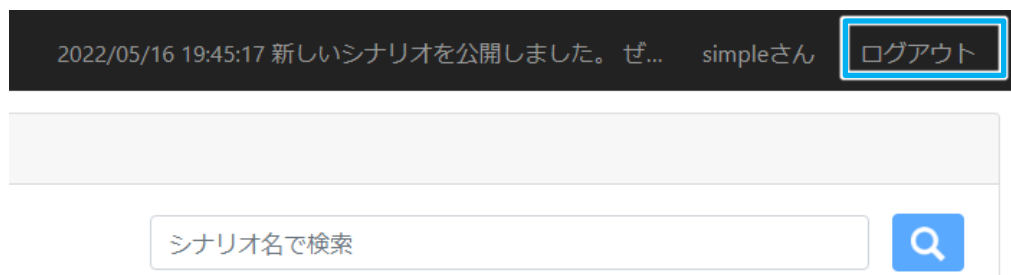 2022/05/16 19:45:17 新しいシナリオを公開しました。 ぜ... simpleさん ログアウト
シナリオ名で検索